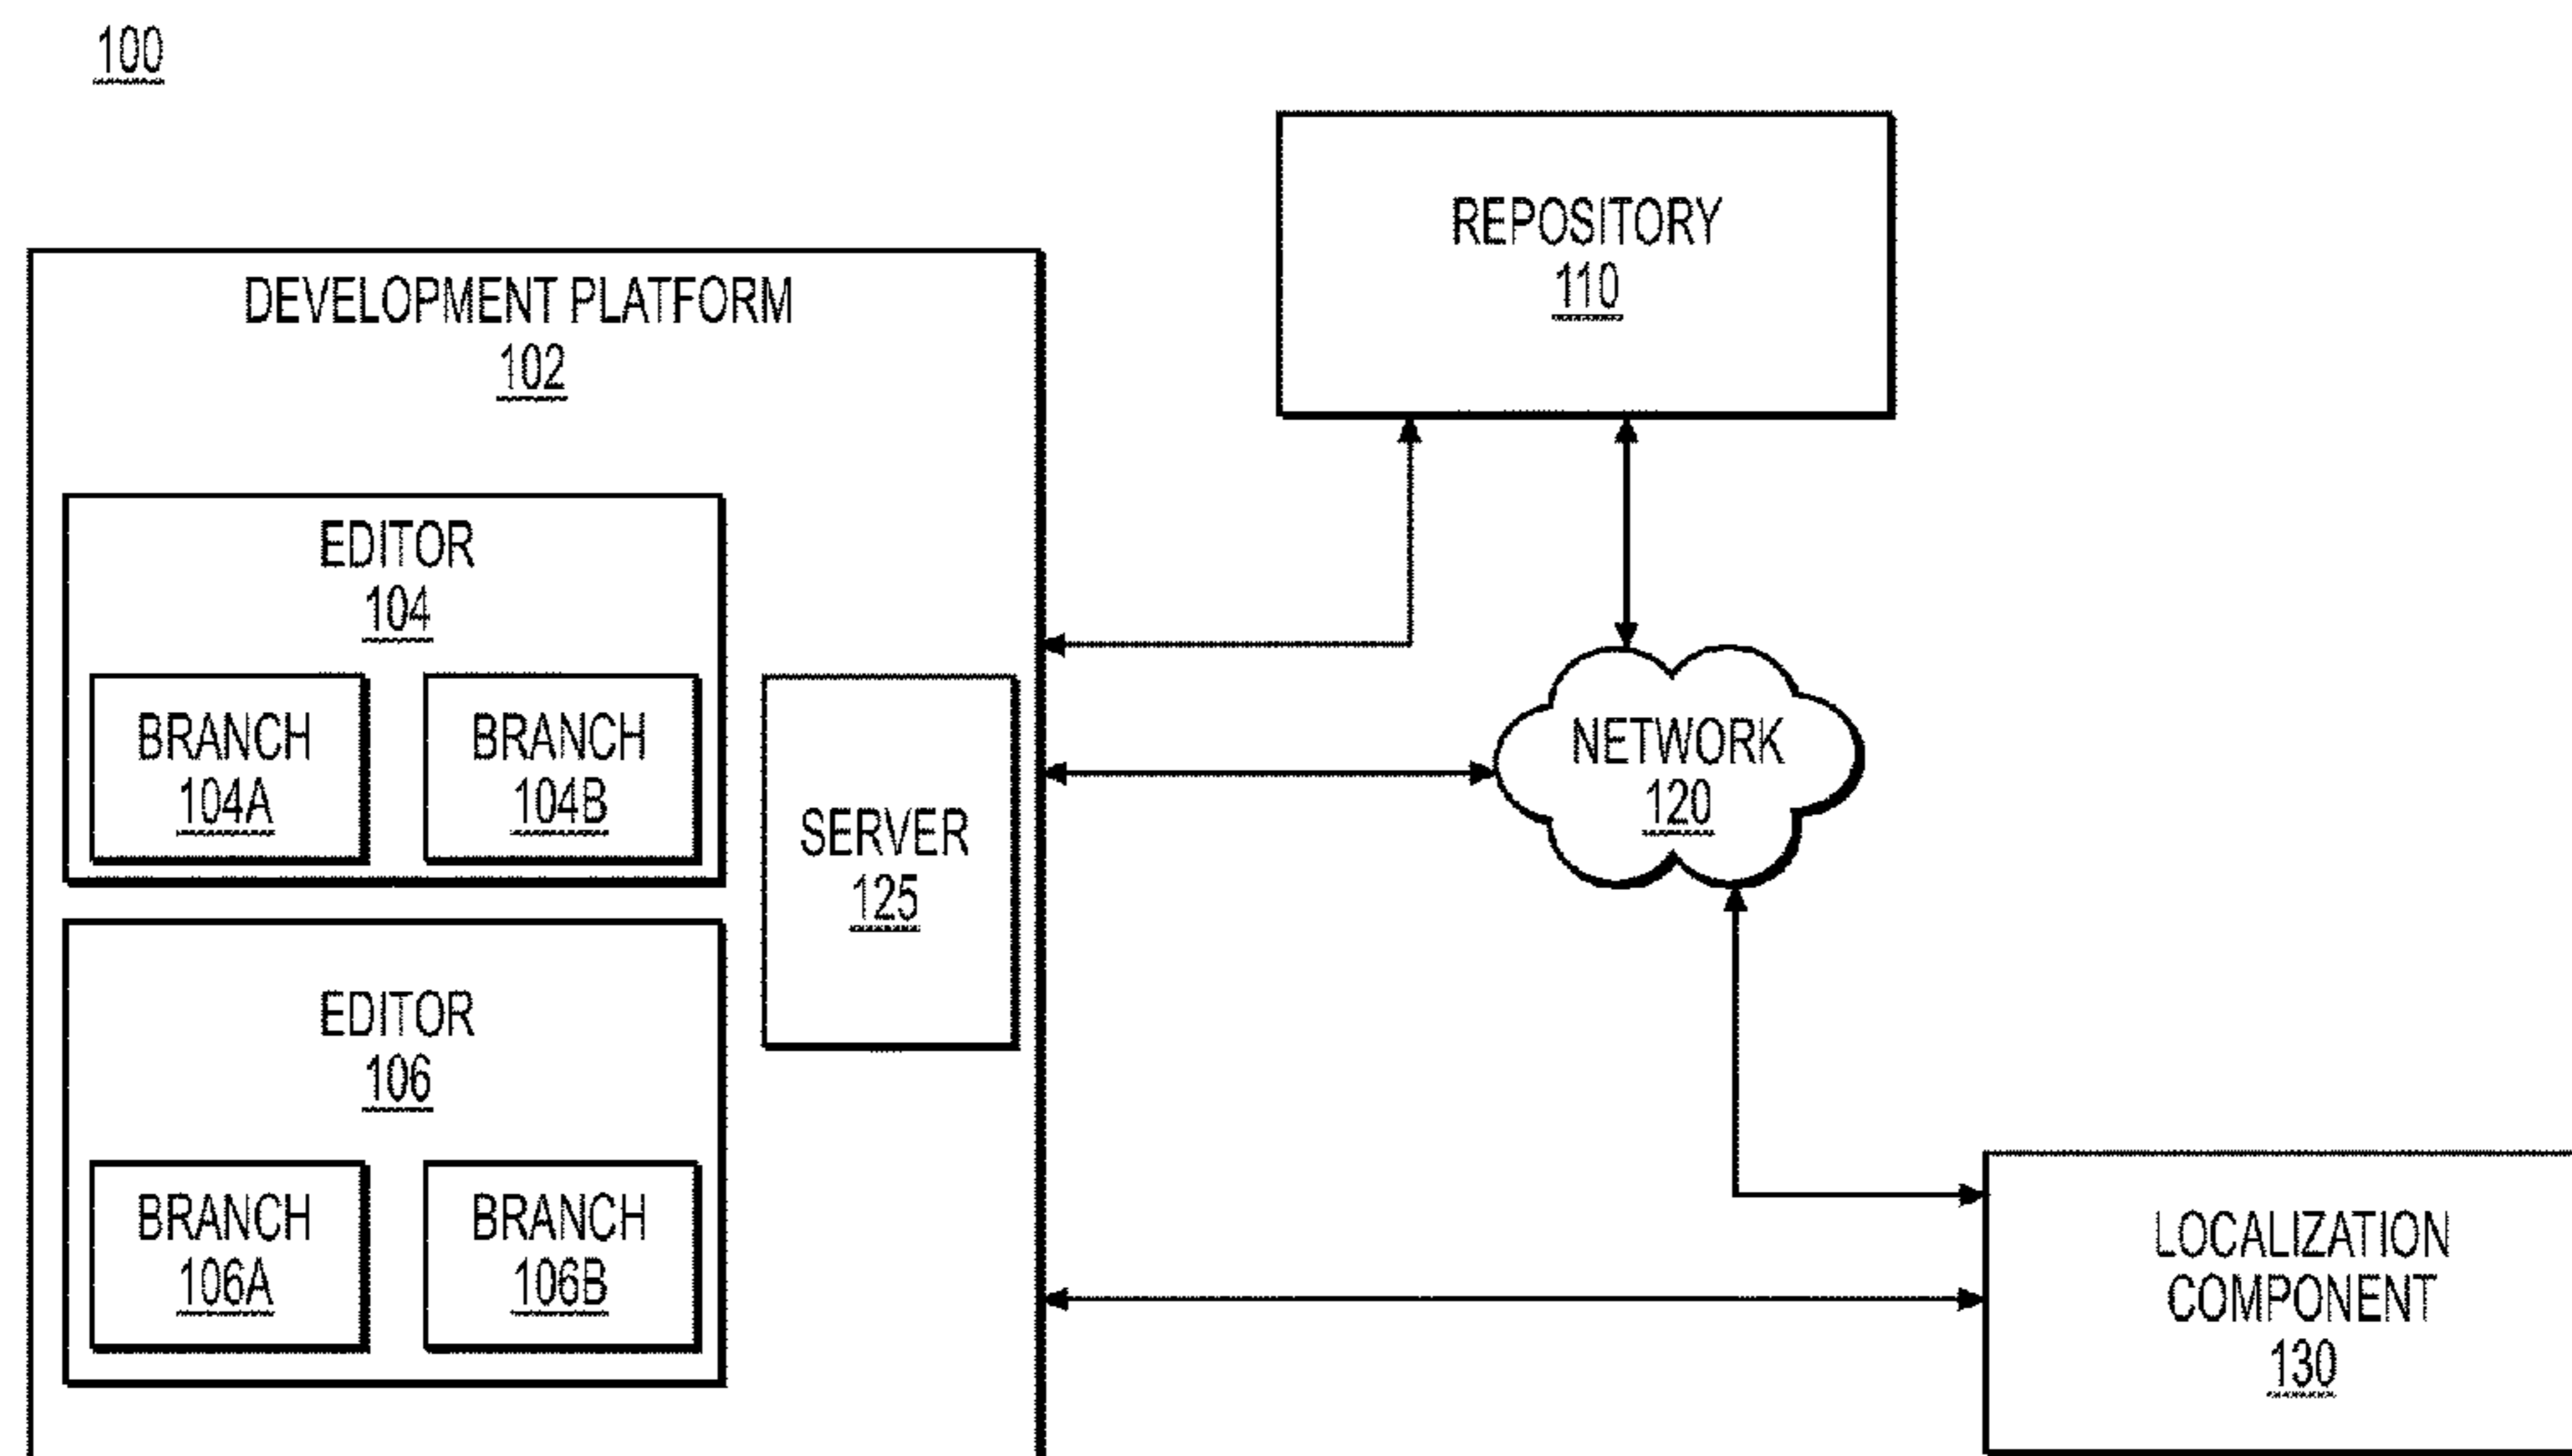 100
REPOSITORY
110
DEVELOPMENT PLATFORM
102
EDITOR
104
BRANCH
104A
BRANCH
104B
SERVER
125
NETWORK
120
EDITOR
106
BRANCH
106A
BRANCH
106B
LOCALIZATION
COMPONENT
130